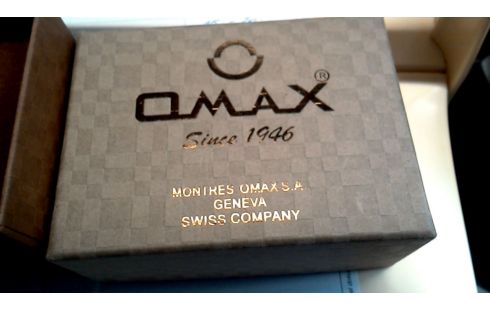 OMAX®
Since 1946
MONTRES OMAX S.A
GENEVA
SWISS COMPANY